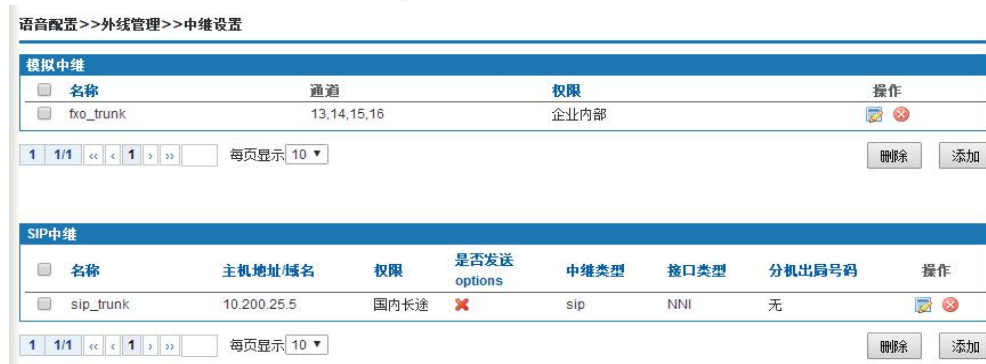 语音配置>>外线管理>>中继设置
模拟中继
名称 通道 权限 操作
fxo_trunk 13,14,15,16 企业内部
1 1/1 << < 1 > >> 每页显示 10 ▼ 删除 添加
SIP中继
名称 主机地址/域名 权限 是否发送 options 中继类型 接口类型 分机出局号码 操作
sip_trunk 10.200.25.5 国内长途 sip NNI 无
1 1/1 << < 1 > >> 每页显示 10 ▼ 删除 添加